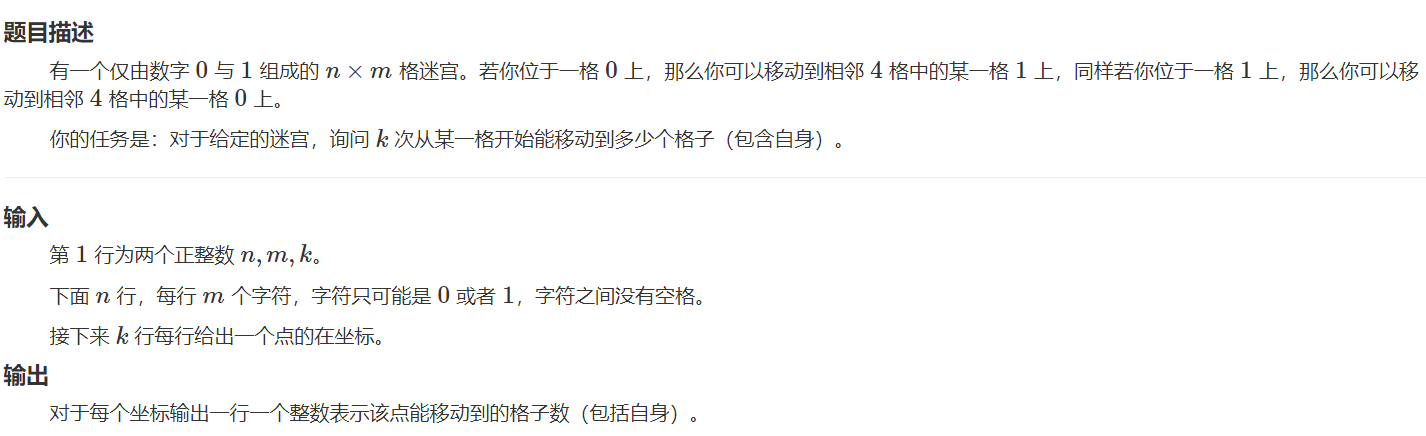 题目描述
有一个仅由数字 0 与 1 组成的 n × m 格迷宫。若你位于一格 0 上，那么你可以移动到相邻 4 格中的某一格 1 上，同样若你位于一格 1 上，那么你可以移
动到相邻 4 格中的某一格 0 上。
你的任务是：对于给定的迷宫，询问 k 次从某一格开始能移动到多少个格子（包含自身）。
输入
第 1 行为两个正整数 n, m, k。
下面 n 行，每行 m 个字符，字符只可能是 0 或者 1，字符之间没有空格。
接下来 k 行每行给出一个点的在坐标。
输出
对于每个坐标输出一行一个整数表示该点能移动到的格子数（包括自身）。